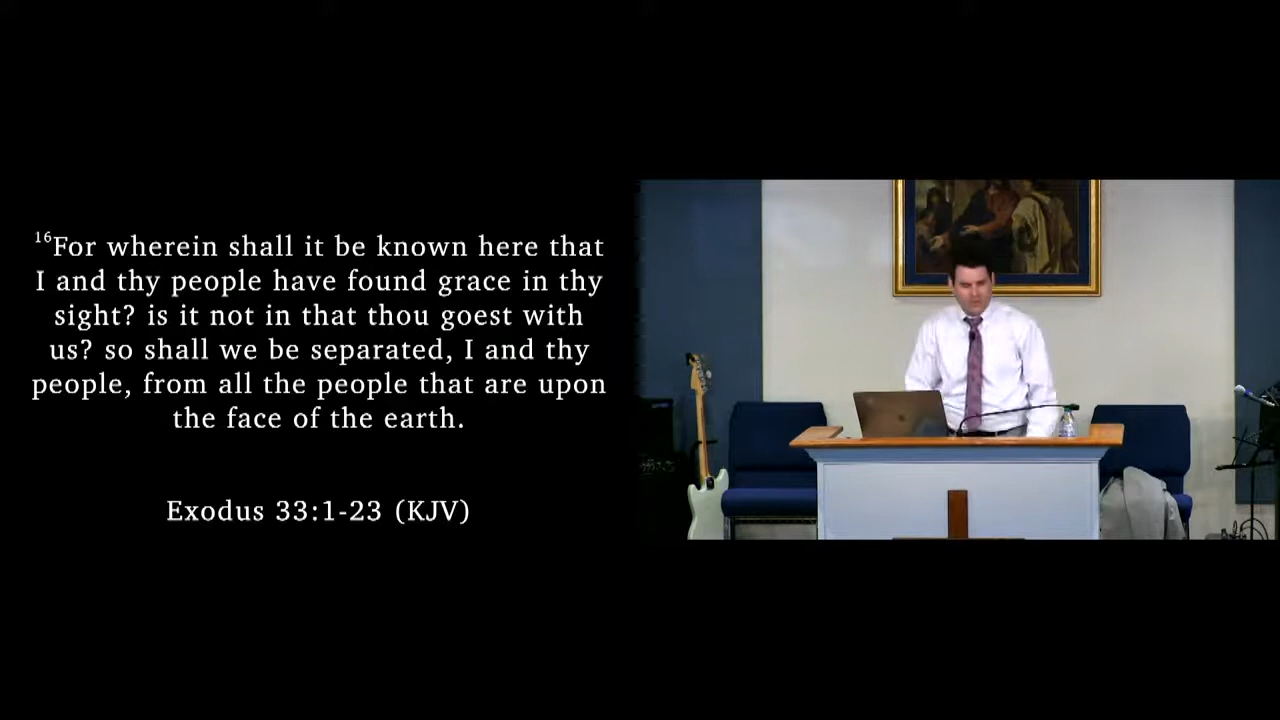 16For wherein shall it be known here that
I and thy people have found grace in thy
sight? is it not in that thou goest with
us? so shall we be separated, I and thy
people, from all the people that are upon
the face of the earth.
Exodus 33:1-23 (KJV)